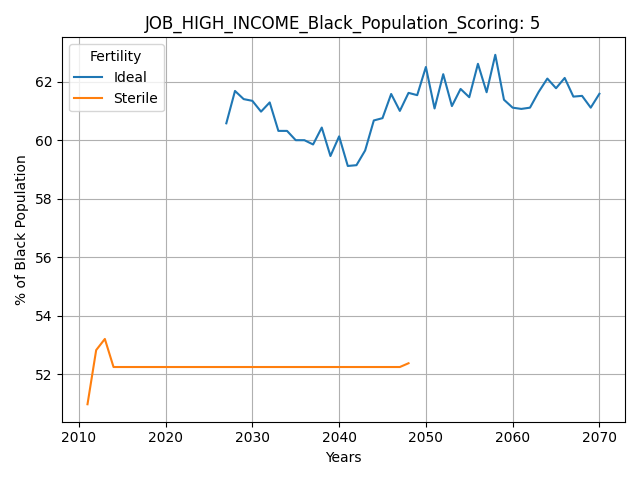 JOB_HIGH_INCOME_Black_Population_Scoring: 5
Fertility
Ideal
Sterile
% of Black Population
62
60
58
56
54
52
2010 2020 2030 2040 2050 2060 2070
Years